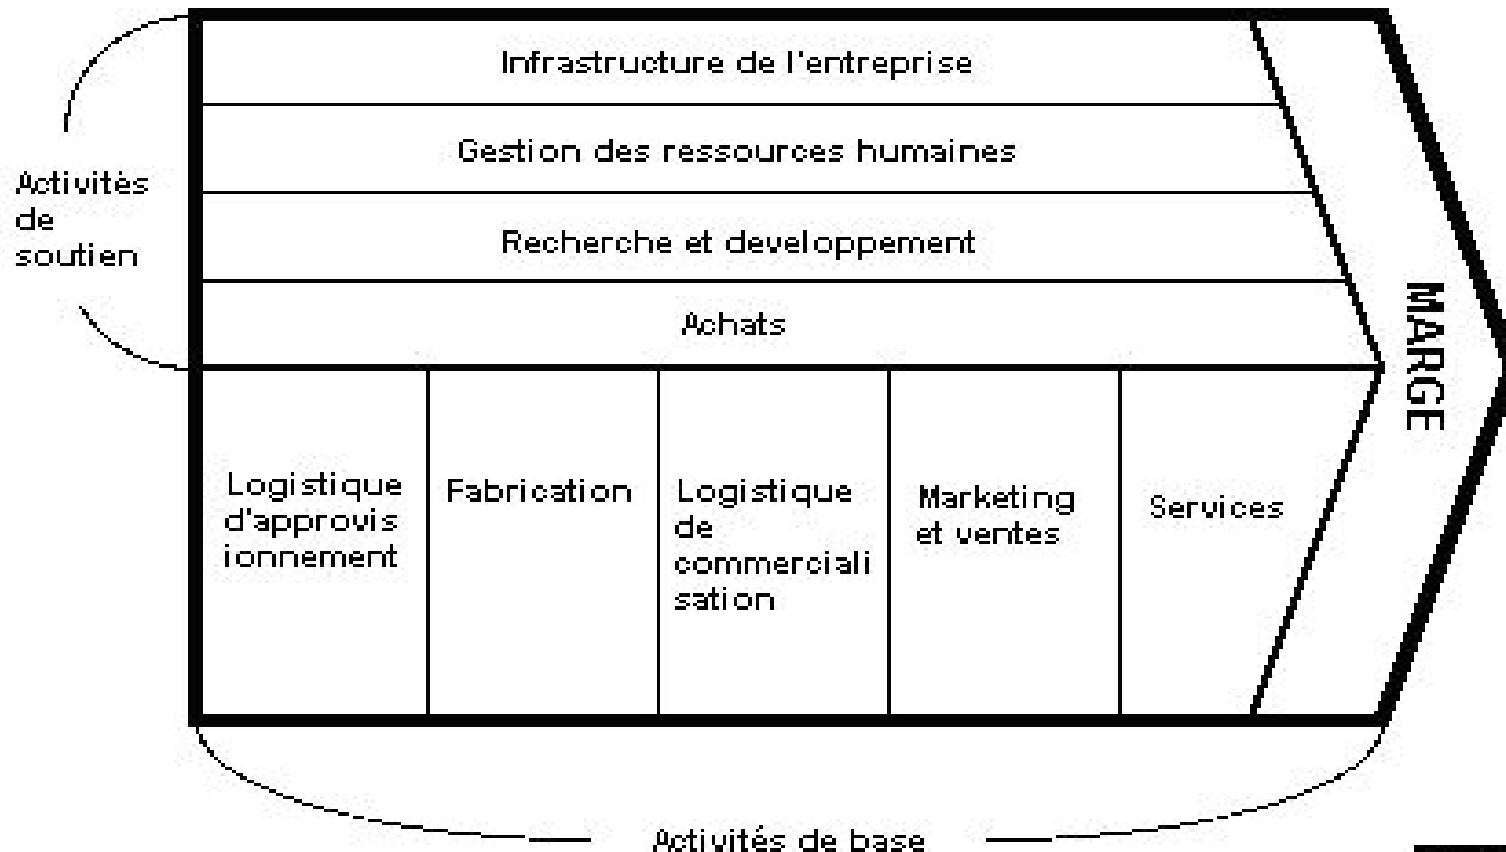 Infrastructure de l'entreprise
Gestion des ressources humaines
Activités
de
soutien
Recherche et developpement
Achats
MARGE
Logistique
d'approvis
ionnement
Fabrication
Logistique
de
commerciali
sation
Marketing
et ventes
Services
Activités de base